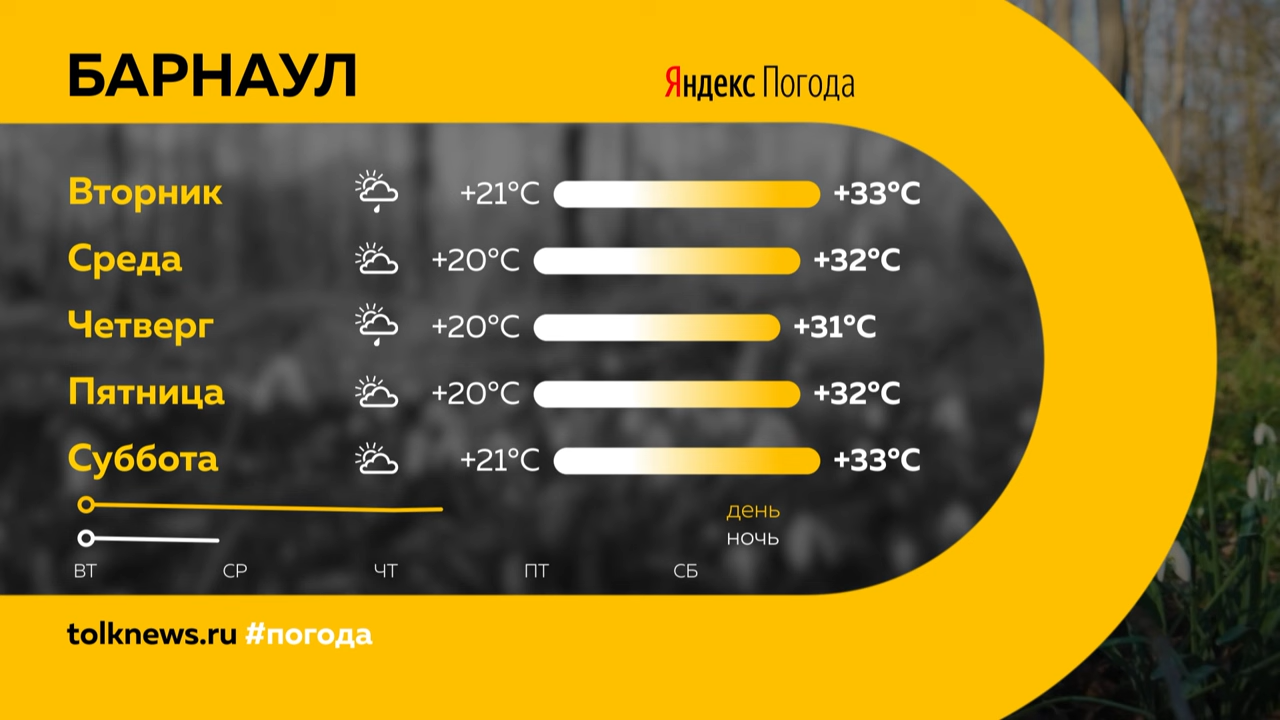 БАРНАУЛ
Яндекс Погода
Вторник +21°C +33°C
Среда +20°C +32°C
Четверг +20°C +31°C
Пятница +20°C +32°C
Суббота +21°C +33°C
день
ночь
ВТ СР ЧТ ПТ СБ
tolknews.ru #погода